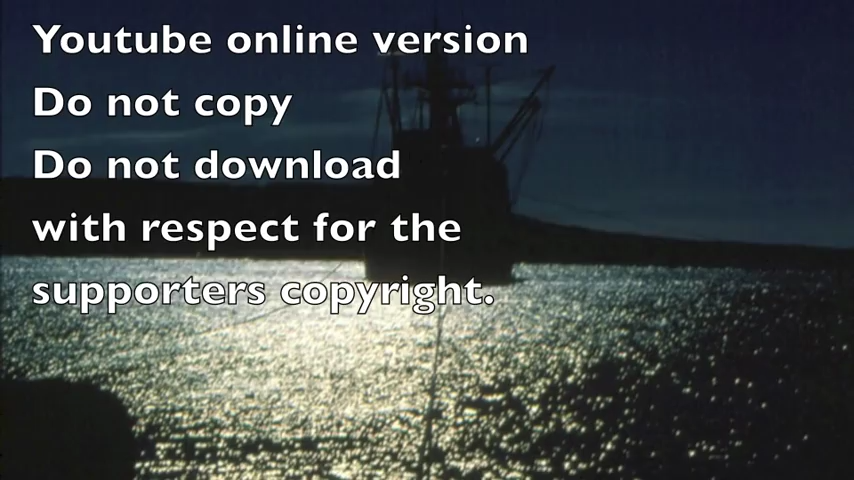 Youtube online version
Do not copy
Do not download
with respect for the
supporters copyright.